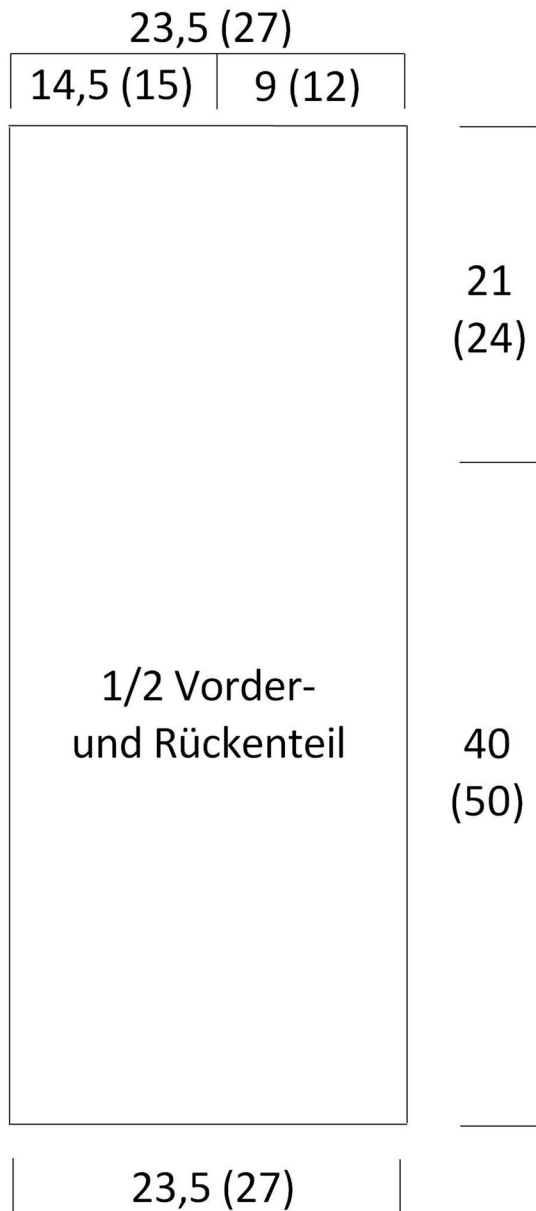 23,5 (27)
14,5 (15) 9 (12)
21
(24)
1/2 Vorder-
und Rückenteil
40
(50)
23,5 (27)